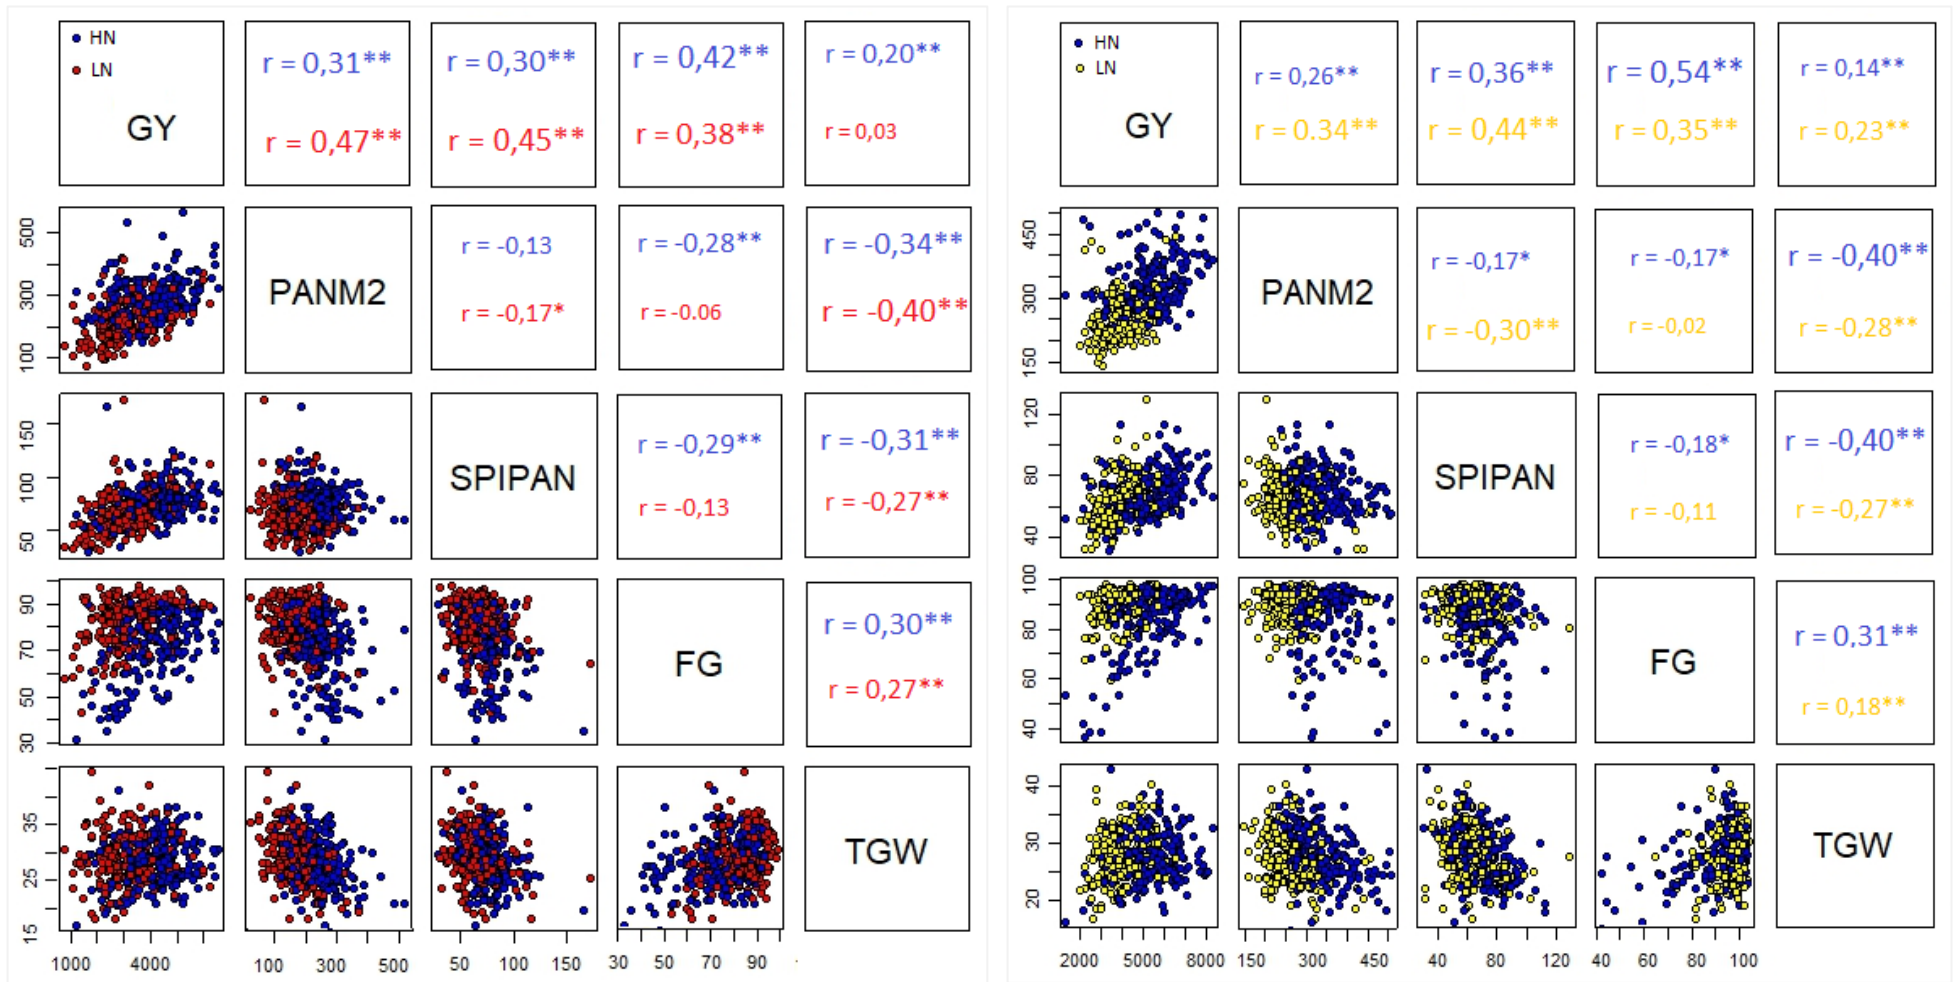 HN
LN
GY
r = 0,31**
r = 0,47**
r = 0,30**
r = 0,45**
r = 0,42**
r = 0,38**
r = 0,20**
r = 0,03
500
300
100
PANM2
r = -0,13
r = -0,17*
r = -0,28**
r = -0.06
r = -0,34**
r = -0,40**
150
100
50
SPIPAN
r = -0,29**
r = -0,13
r = -0,31**
r = -0,27**
90
70
50
30
FG
r = 0,30**
r = 0,27**
35
25
15
TGW
1000 4000
100 300 500
50 100 150
30 50 70 90
HN
LN
GY
r = 0,26**
r = 0.34**
r = 0,36**
r = 0,44**
r = 0,54**
r = 0,35**
r = 0,14**
r = 0,23**
450
300
150
PANM2
r = -0,17*
r = -0,30**
r = -0,17*
r = -0,02
r = -0,40**
r = -0,28**
120
80
40
SPIPAN
r = -0,18*
r = -0,11
r = -0,40**
r = -0,27**
100
80
60
40
FG
r = 0,31**
r = 0,18**
40
30
20
TGW
2000 5000 8000
150 300 450
40 80 120
40 60 80 100